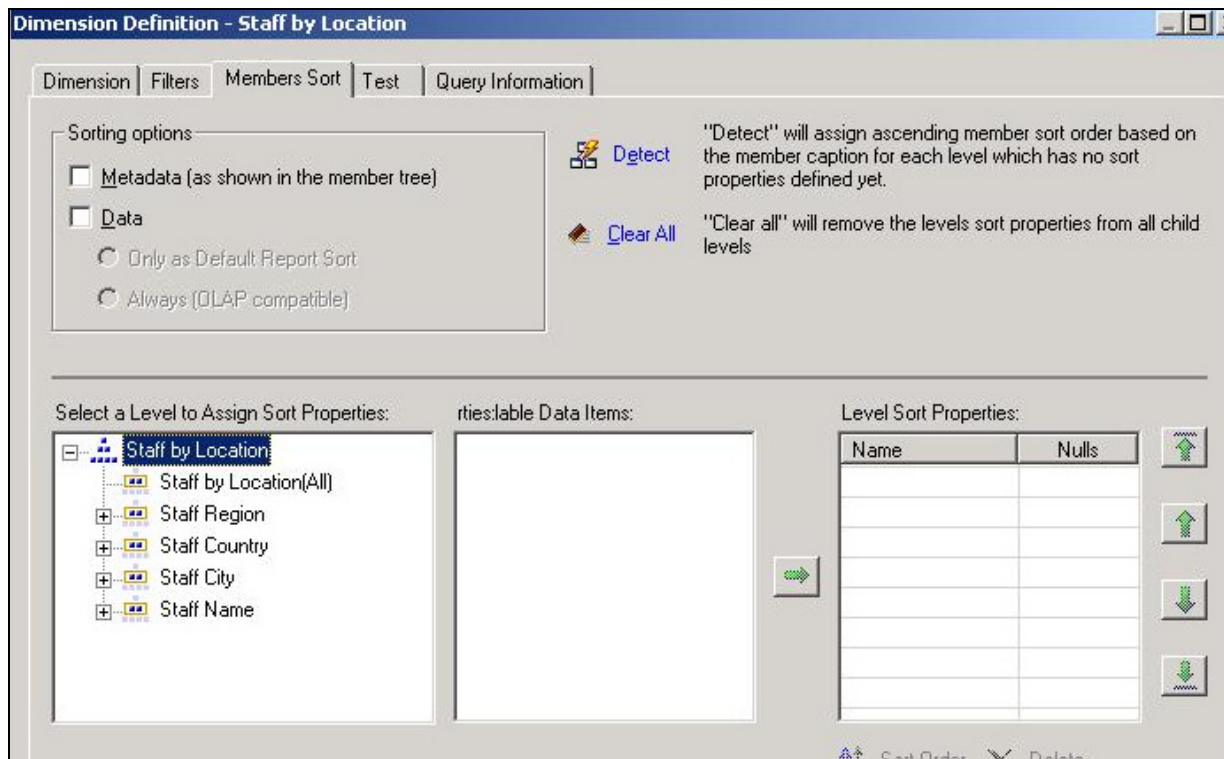 Dimension Definition - Staff by Location
Dimension
Filters
Members Sort
Test
Query Information
Sorting options
Metadata (as shown in the member tree)
Data
Only as Default Report Sort
Always (OLAP compatible)
Detect
"Detect" will assign ascending member sort order based on
the member caption for each level which has no sort
properties defined yet.
Clear All
"Clear all" will remove the levels sort properties from all child
levels
Select a Level to Assign Sort Properties:
Staff by Location
Staff by Location(All)
Staff Region
Staff Country
Staff City
Staff Name
rties:lable Data Items:
Level Sort Properties:
Name
Nulls
Sort Order
Delete